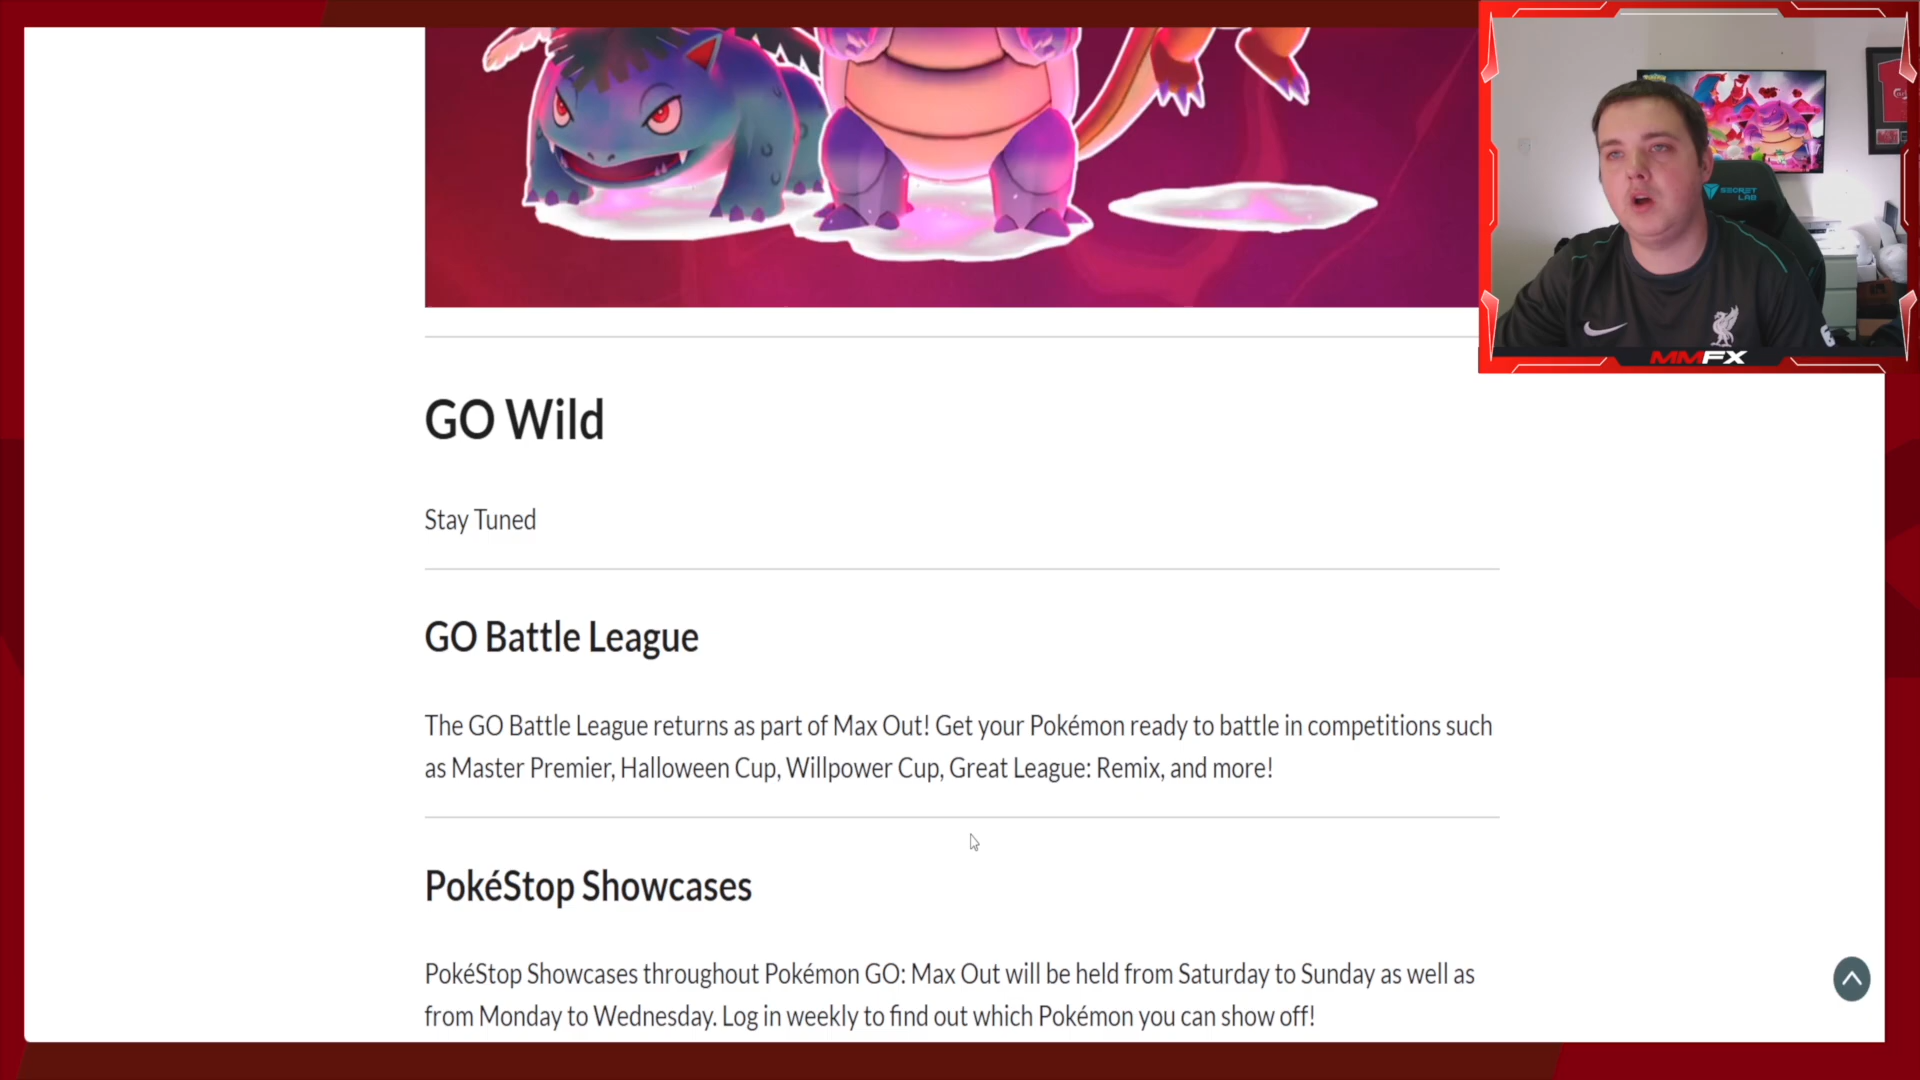 GO Wild
Stay Tuned
GO Battle League
The GO Battle League returns as part of Max Out! Get your Pokémon ready to battle in competitions such
as Master Premier, Halloween Cup, Willpower Cup, Great League: Remix, and more!
PokéStop Showcases
PokéStop Showcases throughout Pokémon GO: Max Out will be held from Saturday to Sunday as well as
from Monday to Wednesday. Log in weekly to find out which Pokémon you can show off!
SECRET
LAB
MMFX